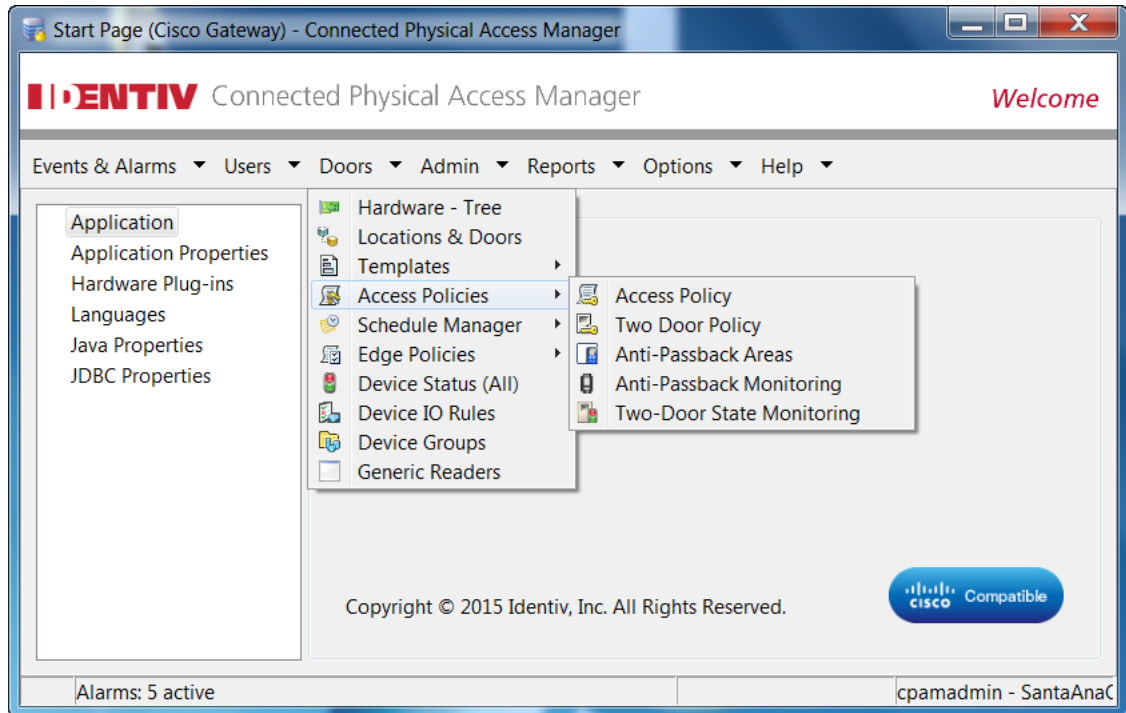 Start Page (Cisco Gateway) - Connected Physical Access Manager
IDENTIV Connected Physical Access Manager
Welcome
Events & Alarms Users Doors Admin Reports Options Help
Application
Application Properties
Hardware Plug-ins
Languages
Java Properties
JDBC Properties
Hardware - Tree
Locations & Doors
Templates
Access Policies
Schedule Manager
Edge Policies
Device Status (All)
Device IO Rules
Device Groups
Generic Readers
Access Policy
Two Door Policy
Anti-Passback Areas
Anti-Passback Monitoring
Two-Door State Monitoring
Copyright © 2015 Identiv, Inc. All Rights Reserved.
CISCO Compatible
Alarms: 5 active
cpamadmin - SantaAnaC